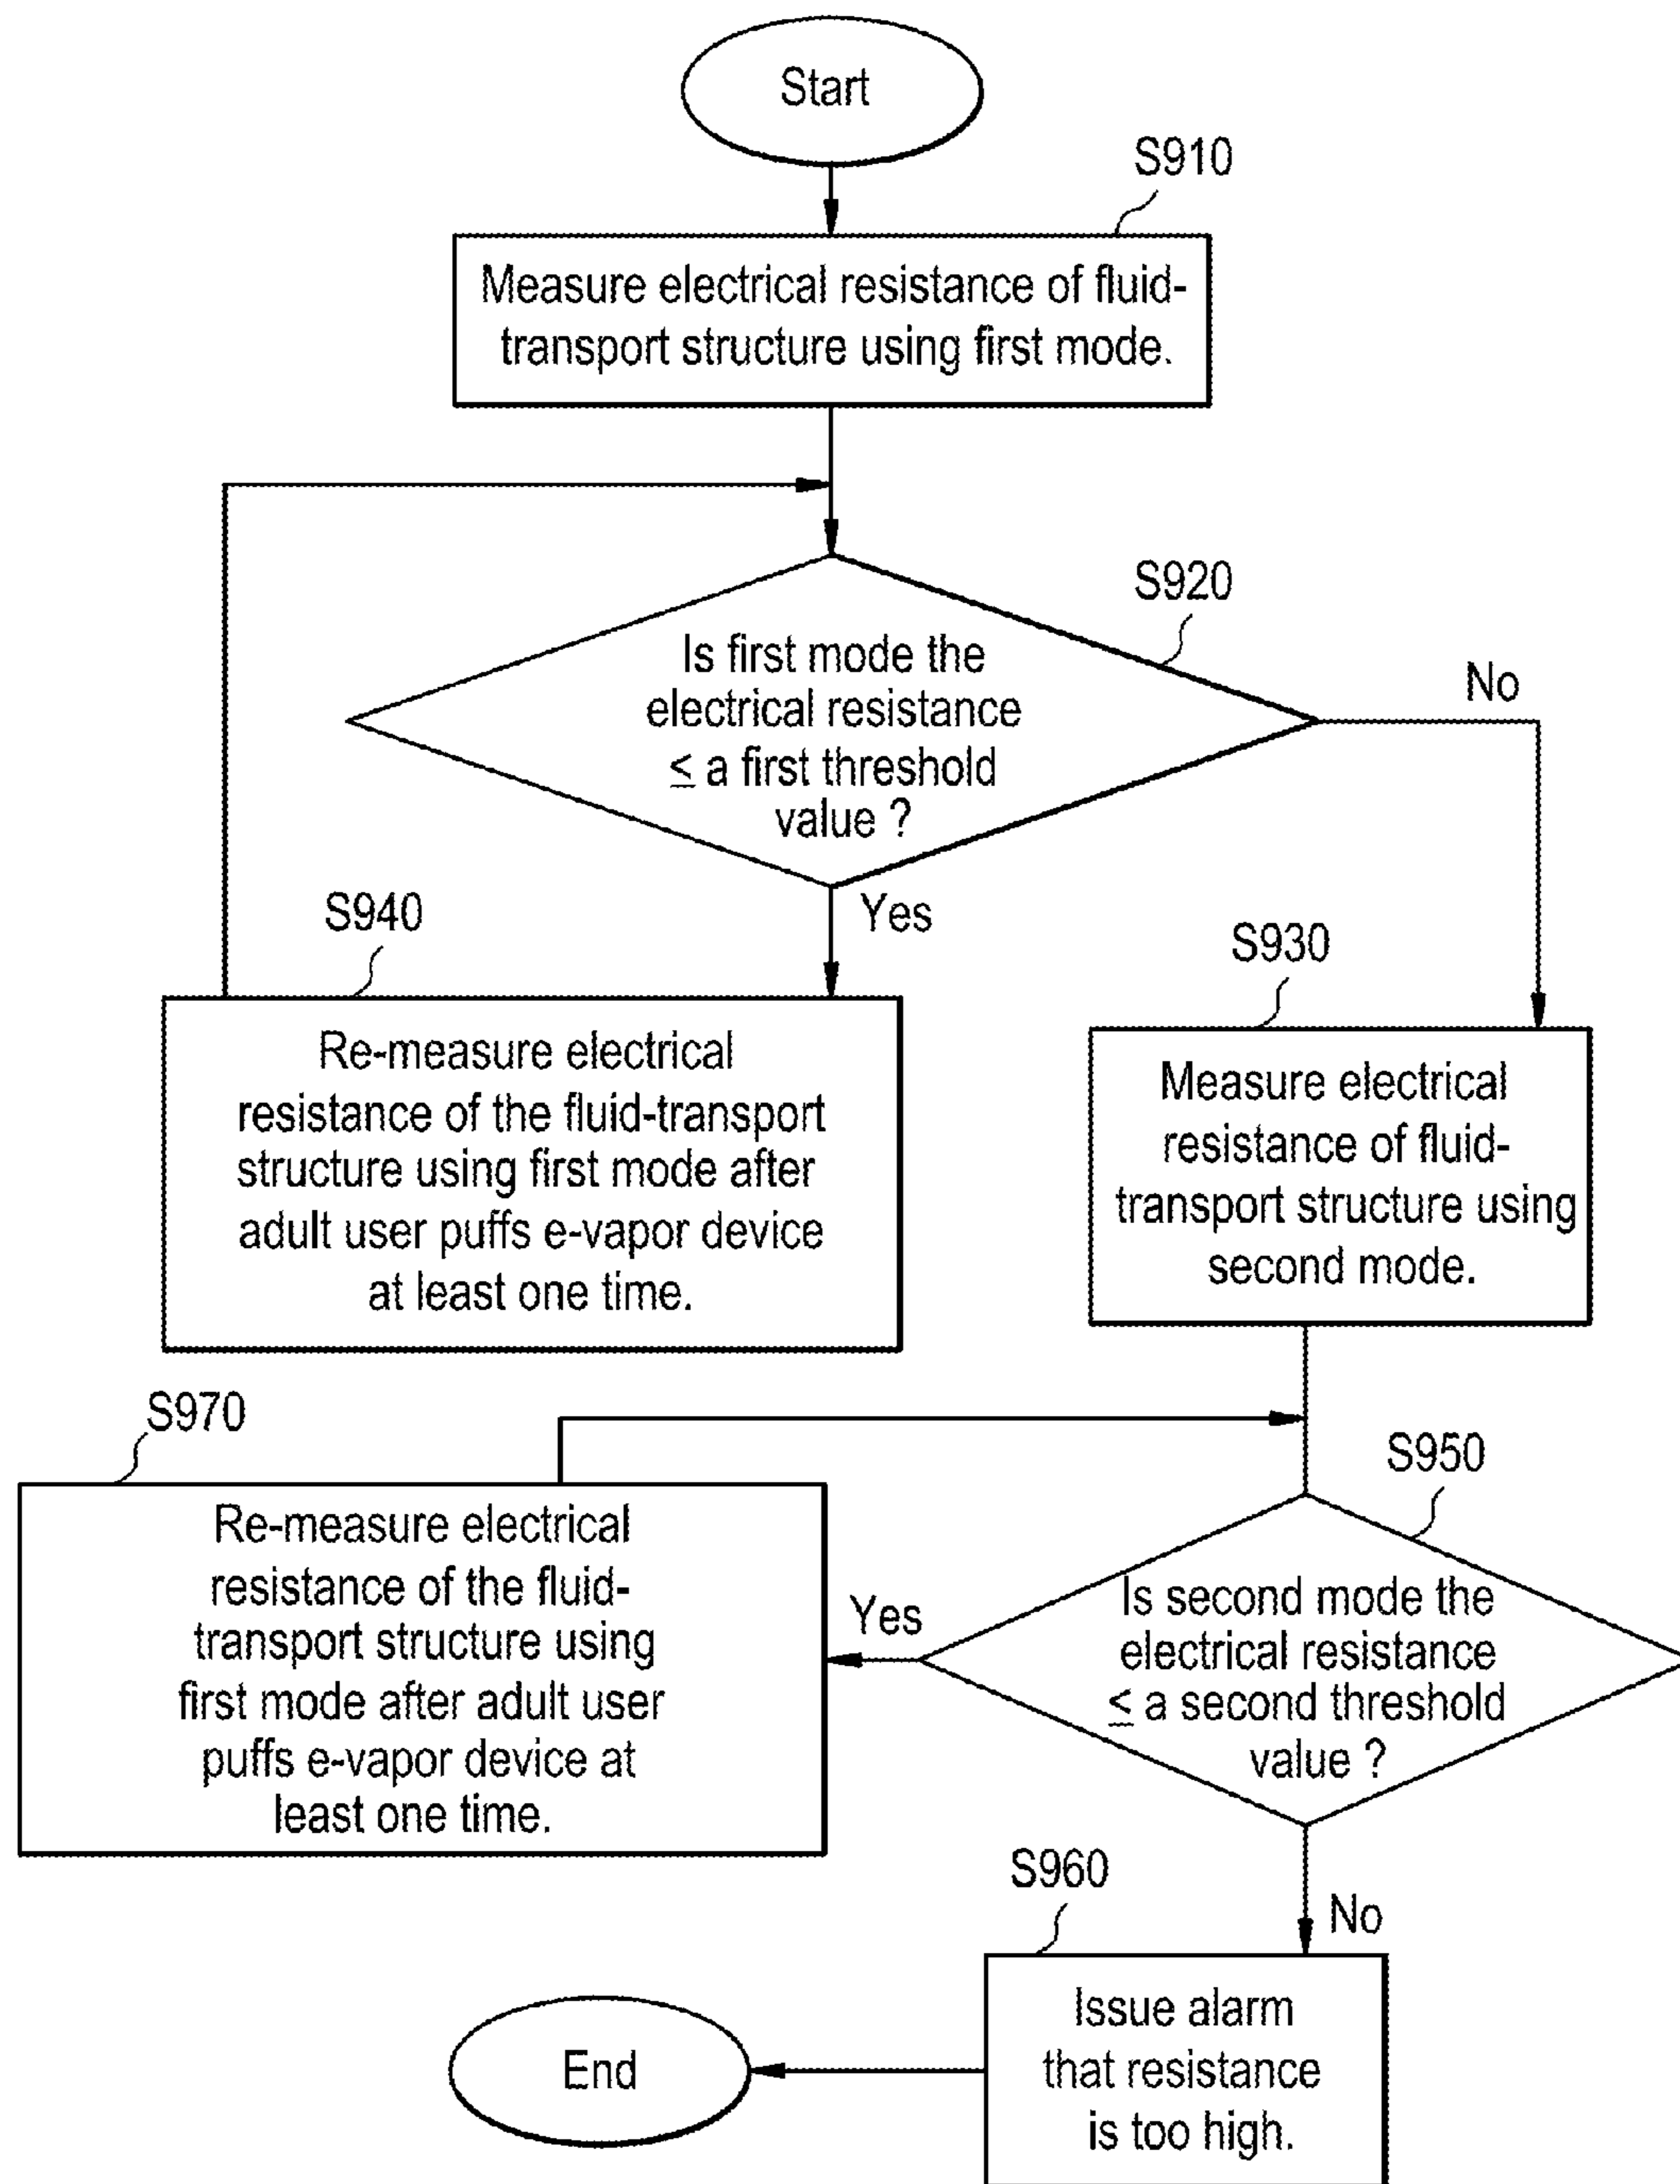 Start
S910
Measure electrical resistance of fluid-
transport structure using first mode.
S920
Is first mode the
electrical resistance
≤ a first threshold
value ?
No
Yes
S940
Re-measure electrical
resistance of the fluid-transport
structure using first mode after
adult user puffs e-vapor device
at least one time.
S930
Measure electrical
resistance of fluid-
transport structure using
second mode.
S970
Re-measure electrical
resistance of the fluid-
transport structure using
first mode after adult user
puffs e-vapor device at
least one time.
S950
Is second mode the
electrical resistance
≤ a second threshold
value ?
Yes
No
S960
Issue alarm
that resistance
is too high.
End